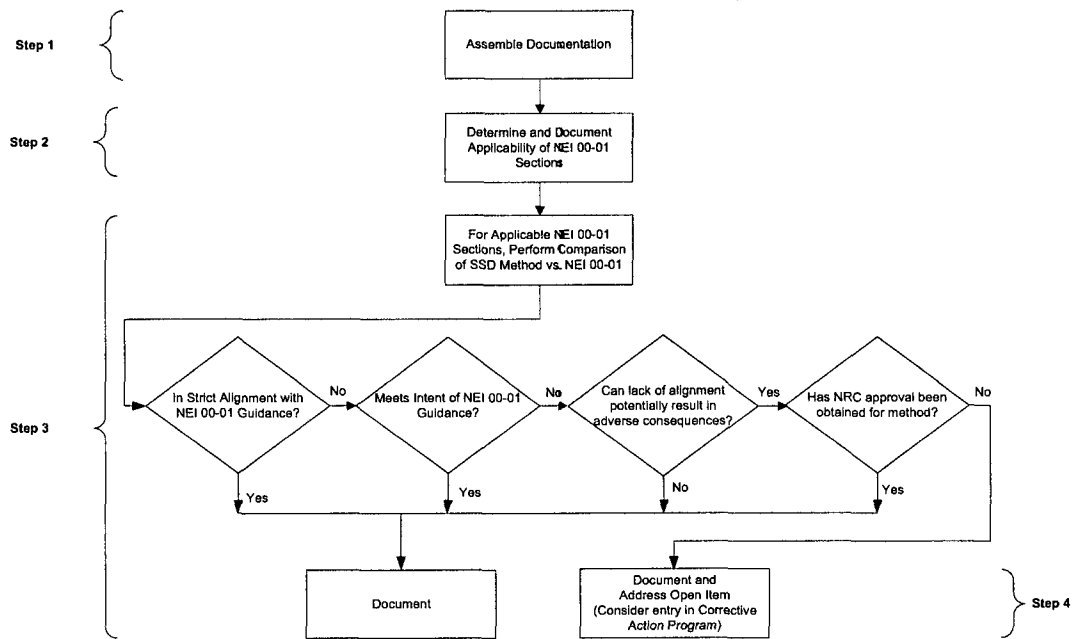 Step 1
Assemble Documentation
Step 2
Determine and Document
Applicability of NEI 00-01
Sections
For Applicable NEI 00-01
Sections, Perform Comparison
of SSD Method vs. NEI 00-01
Step 3
In Strict Alignment with
NEI 00-01 Guidance?
No
Yes
Meets Intent of NEI 00-01
Guidance?
No
Yes
Can lack of alignment
potentially result in
adverse consequences?
Yes
No
Has NRC approval been
obtained for method?
No
Yes
Document
Document and
Address Open Item
(Consider entry in Corrective
Action Program)
Step 4